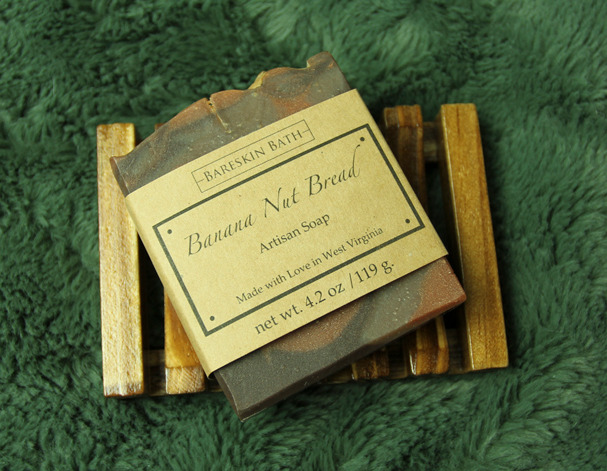 BARESKIN BATH
Banana Nut Bread
Artisan Soap
Made with Love in West Virginia
net wt. 4.2 oz / 119 g.